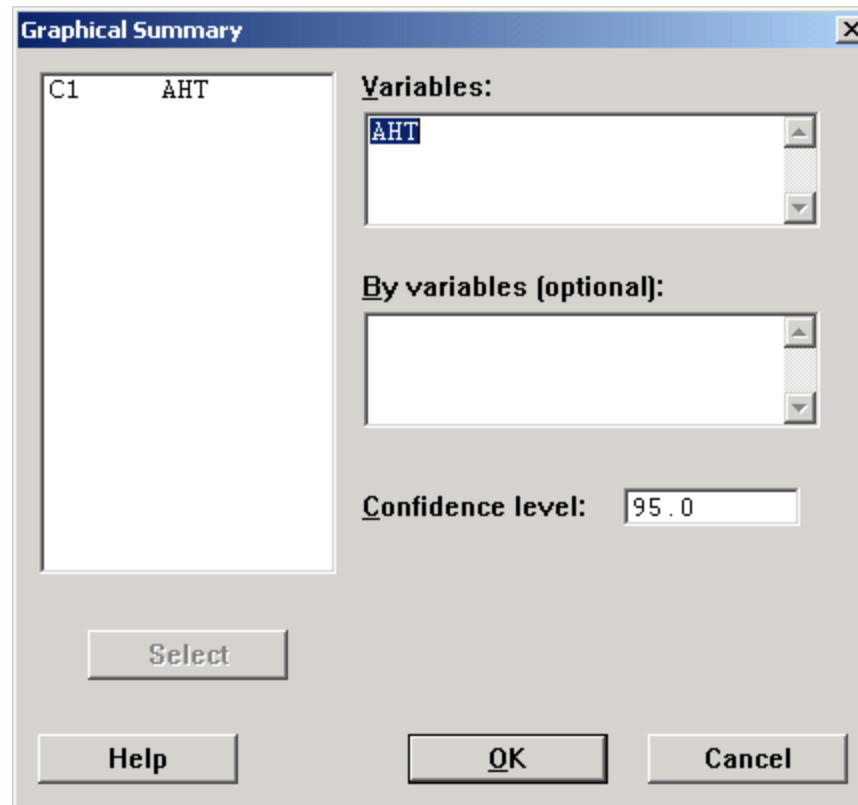 Graphical Summary
C1 AHT
Variables:
AHT
By variables (optional):
Confidence level: 95.0
Select
Help OK Cancel